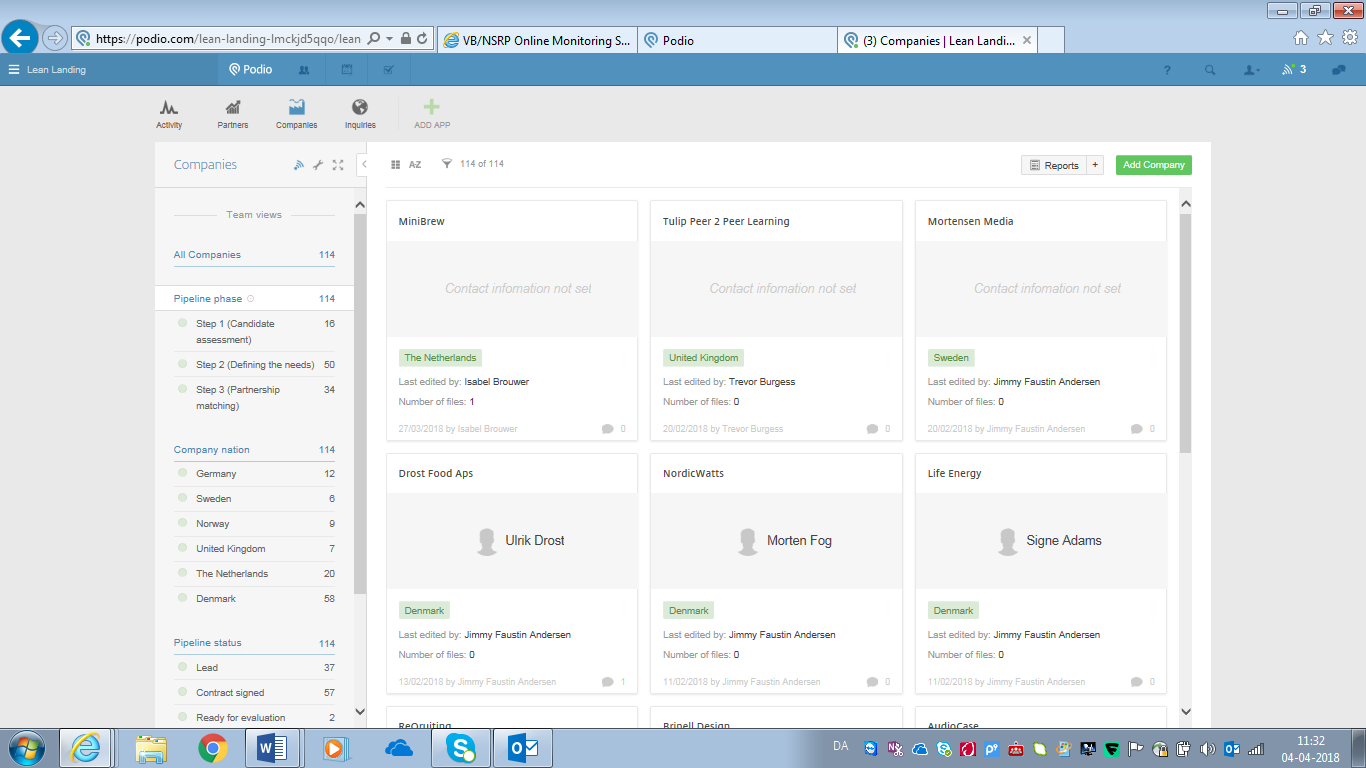 https://podio.com/lean-landing-lmckjd5qqo/lean
VB/NSRP Online Monitoring S...
Podio
(3) Companies | Lean Landi...
Lean Landing
Podio
?
3
Activity
Partners
Companies
Inquiries
ADD APP
Companies
AZ
114 of 114
Reports
+
Add Company
Team views
All Companies 114
Pipeline phase 114
Step 1 (Candidate assessment) 16
Step 2 (Defining the needs) 50
Step 3 (Partnership matching) 34
Company nation 114
Germany 12
Sweden 6
Norway 9
United Kingdom 7
The Netherlands 20
Denmark 58
Pipeline status 114
Lead 37
Contract signed 57
Ready for evaluation 2
MiniBrew
Contact infomation not set
The Netherlands
Last edited by: Isabel Brouwer
Number of files: 1
27/03/2018 by Isabel Brouwer 0
Tulip Peer 2 Peer Learning
Contact infomation not set
United Kingdom
Last edited by: Trevor Burgess
Number of files: 0
20/02/2018 by Trevor Burgess 0
Mortensen Media
Contact infomation not set
Sweden
Last edited by: Jimmy Faustin Andersen
Number of files: 0
20/02/2018 by Jimmy Faustin Andersen 0
Drost Food Aps
Ulrik Drost
Denmark
Last edited by: Jimmy Faustin Andersen
Number of files: 0
13/02/2018 by Jimmy Faustin Andersen 1
NordicWatts
Morten Fog
Denmark
Last edited by: Jimmy Faustin Andersen
Number of files: 0
11/02/2018 by Jimmy Faustin Andersen 0
Life Energy
Signe Adams
Denmark
Last edited by: Jimmy Faustin Andersen
Number of files: 0
11/02/2018 by Jimmy Faustin Andersen 0
ReQruiting
Brinell Design
AudioCase
DA
11:32
04-04-2018